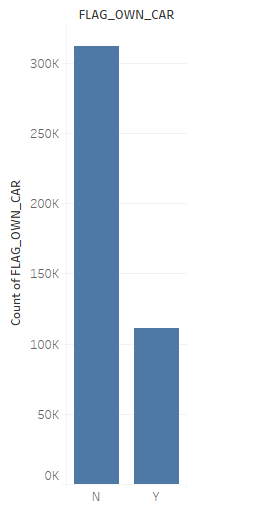 FLAG_OWN_CAR
300K
250K
200K
150K
100K
50K
0K
Count of FLAG_OWN_CAR
N Y